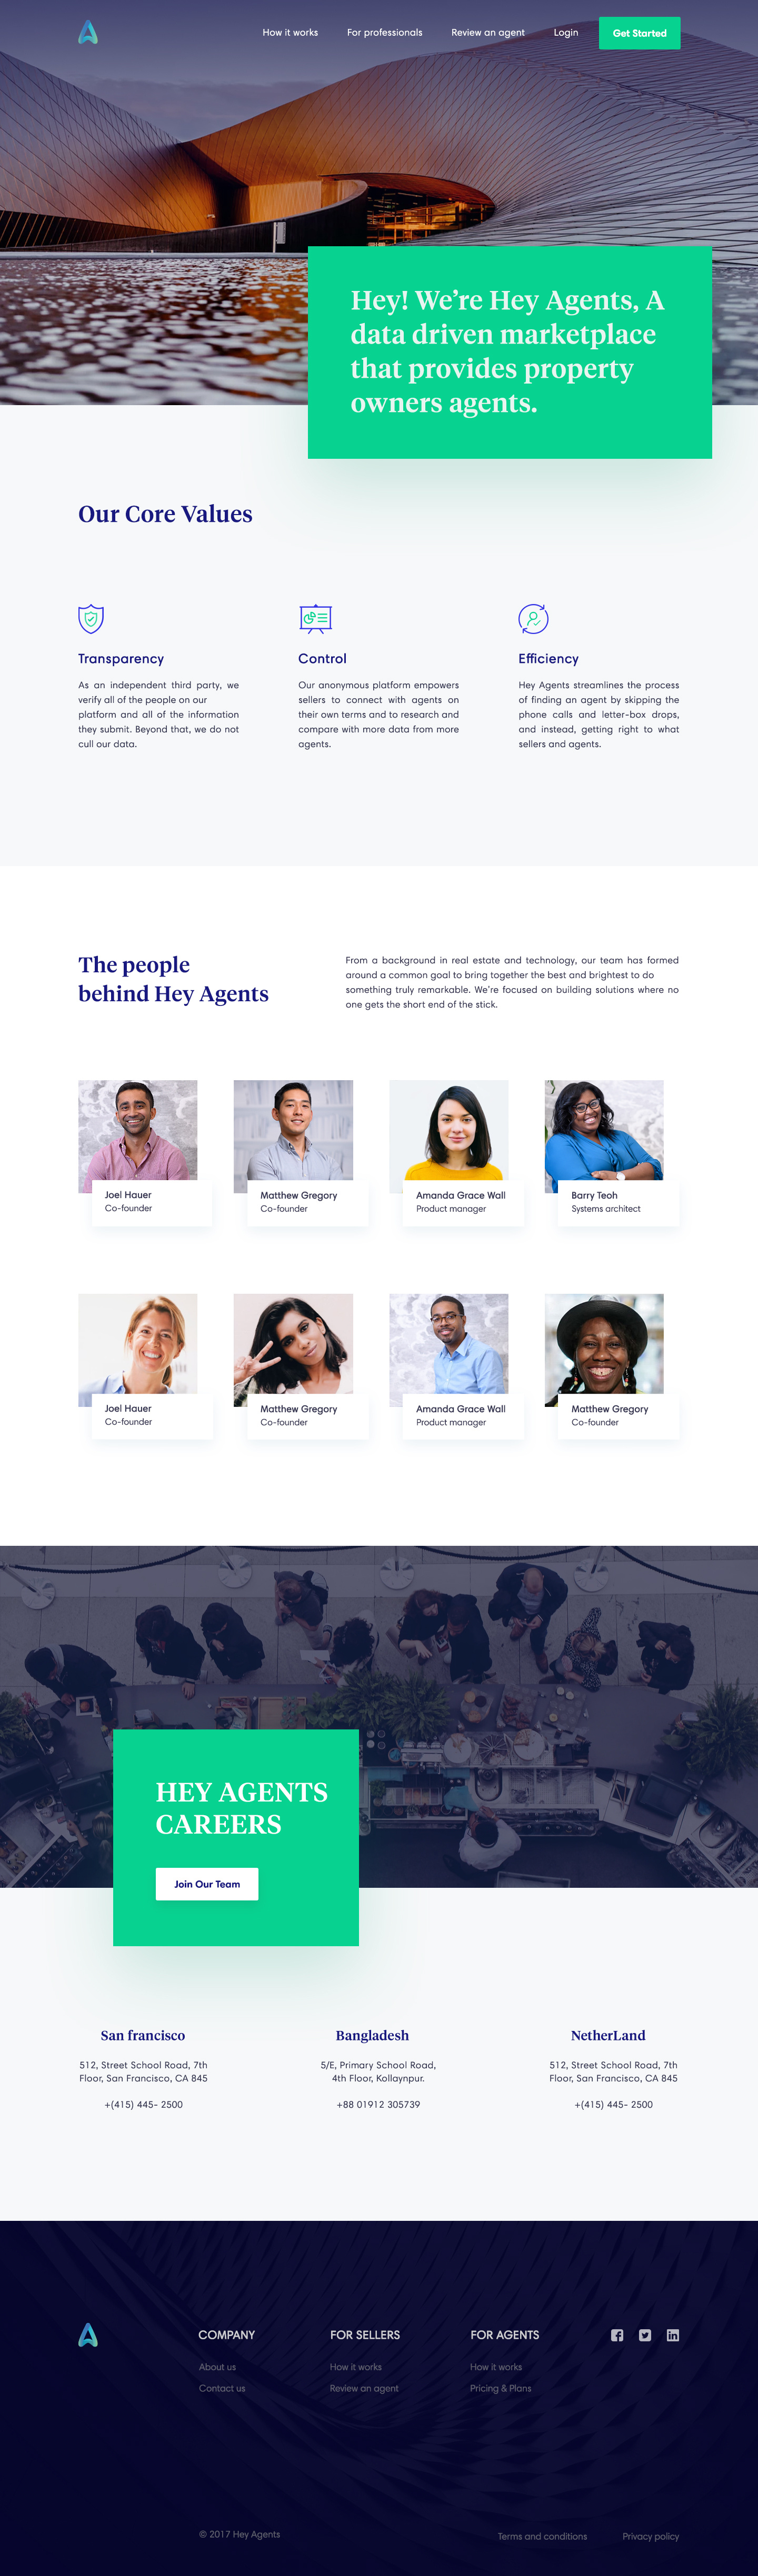 How it works
For professionals
Review an agent
Login
Get Started
Hey! We're Hey Agents, A
data driven marketplace
that provides property
owners agents.
Our Core Values
Transparency
As an independent third party, we
verify all of the people on our
platform and all of the information
they submit. Beyond that, we do not
cull our data.
Control
Our anonymous platform empowers
sellers to connect with agents on
their own terms and to research and
compare with more data from more
agents.
Efficiency
Hey Agents streamlines the process
of finding an agent by skipping the
phone calls and letter-box drops,
and instead, getting right to what
sellers and agents.
The people
behind Hey Agents
From a background in real estate and technology, our team has formed
around a common goal to bring together the best and brightest to do
something truly remarkable. We're focused on building solutions where no
one gets the short end of the stick.
Joel Hauer
Co-founder
Matthew Gregory
Co-founder
Amanda Grace Wall
Product manager
Barry Teoh
Systems architect
Joel Hauer
Co-founder
Matthew Gregory
Co-founder
Amanda Grace Wall
Product manager
Matthew Gregory
Co-founder
HEY AGENTS
CAREERS
Join Our Team
San francisco
512, Street School Road, 7th
Floor, San Francisco, CA 845
+(415) 445- 2500
Bangladesh
5/E, Primary School Road,
4th Floor, Kollaynpur.
+88 01912 305739
NetherLand
512, Street School Road, 7th
Floor, San Francisco, CA 845
+(415) 445- 2500
COMPANY
About us
Contact us
FOR SELLERS
How it works
Review an agent
FOR AGENTS
How it works
Pricing & Plans
© 2017 Hey Agents
Terms and conditions
Privacy policy